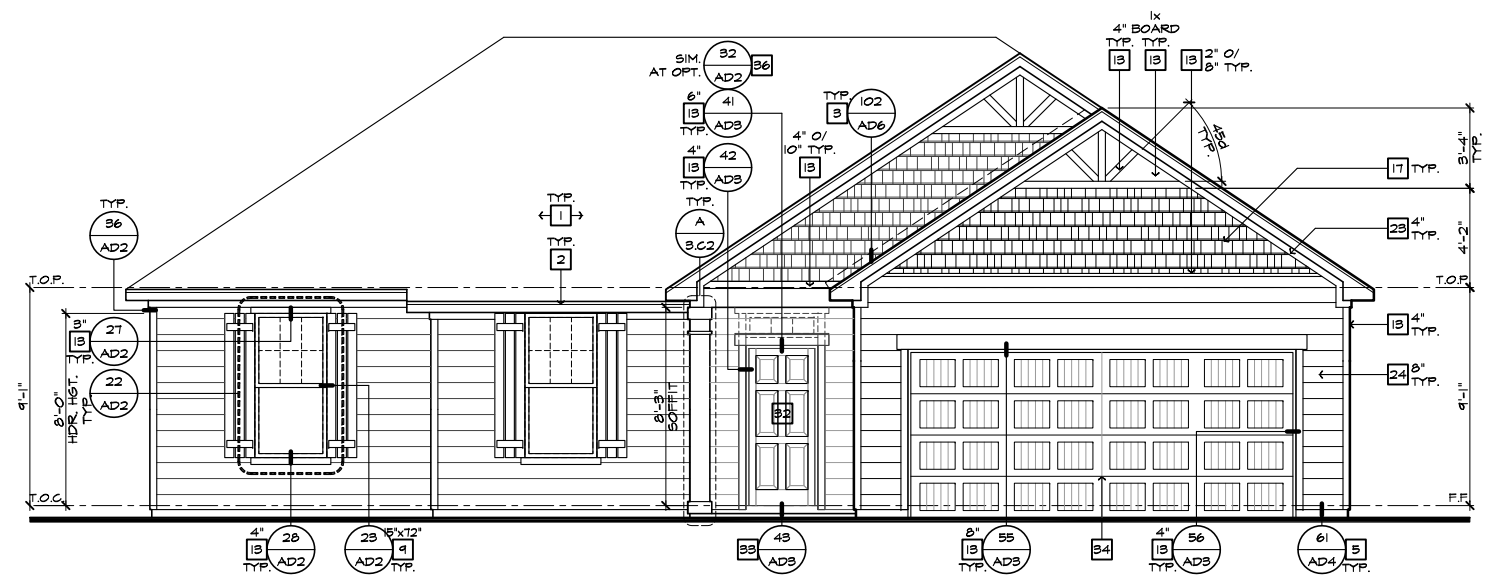 1x
4" BOARD
TYP. TYP.
13
13
13
2" O/
8" TYP.
SIM.
AT OPT.
32
AD2
36
6"
13
TYP.
41
AD3
TYP.
3
102
AD6
4" O/
10" TYP.
13
4"
13
TYP.
42
AD3
45d
TYP.
3'-4"
TYP.
17 TYP.
TYP.
36
AD2
TYP.
1
TYP.
2
TYP.
A
3.C2
23
4"
TYP.
4'-2"
T.O.P.
T.O.P.
3"
13
TYP.
27
AD2
22
AD2
13
4"
TYP.
24
8"
TYP.
9'-1"
8'-0"
HDR. HGT.
TYP.
8'-3"
SOFFIT
32
9'-1"
T.O.C.
F.F.
4"
13
TYP.
28
AD2
23
AD2
15"x72"
9
TYP.
33
43
AD3
8"
13
TYP.
55
AD3
34
4"
13
TYP.
56
AD3
61
AD4
5
TYP.